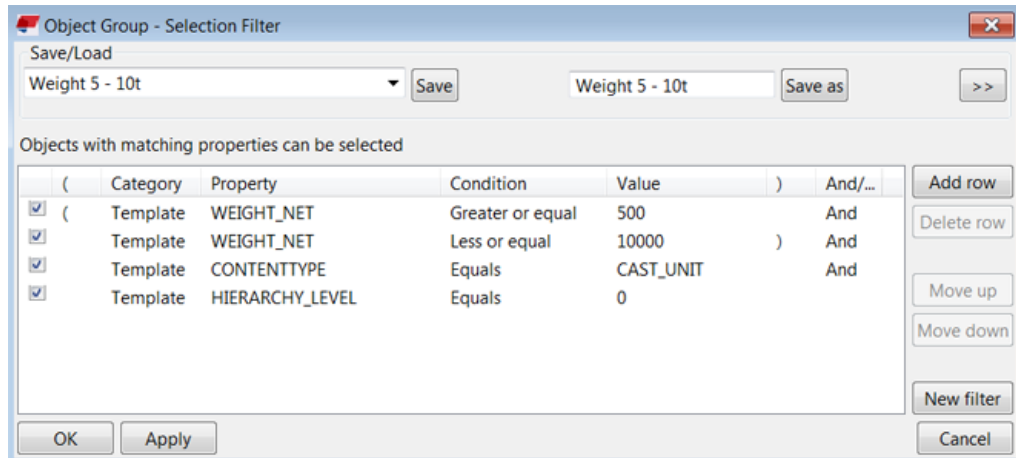 Object Group - Selection Filter
Save/Load
Weight 5 - 10t Save Weight 5 - 10t Save as >>
Objects with matching properties can be selected
( Category Property Condition Value ) And/... Add row
( Template WEIGHT_NET Greater or equal 500 And
Delete row
Template WEIGHT_NET Less or equal 10000 ) And
Template CONTENTTYPE Equals CAST_UNIT And
Template HIERARCHY_LEVEL Equals 0
Move up
Move down
New filter
OK Apply Cancel